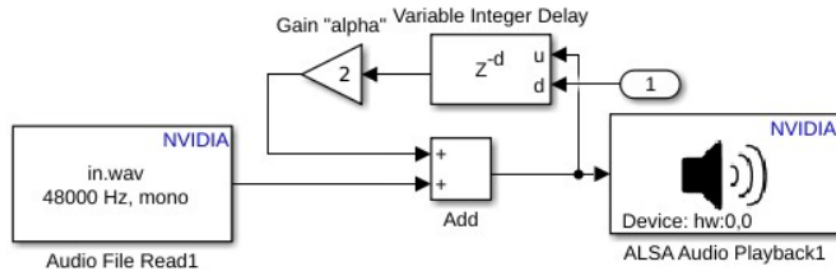 Gain "alpha"
Variable Integer Delay
2
Z-d
u
d
1
NVIDIA
in.wav
48000 Hz, mono
Audio File Read1
+
+
Add
NVIDIA
Device: hw:0,0
ALSA Audio Playback1